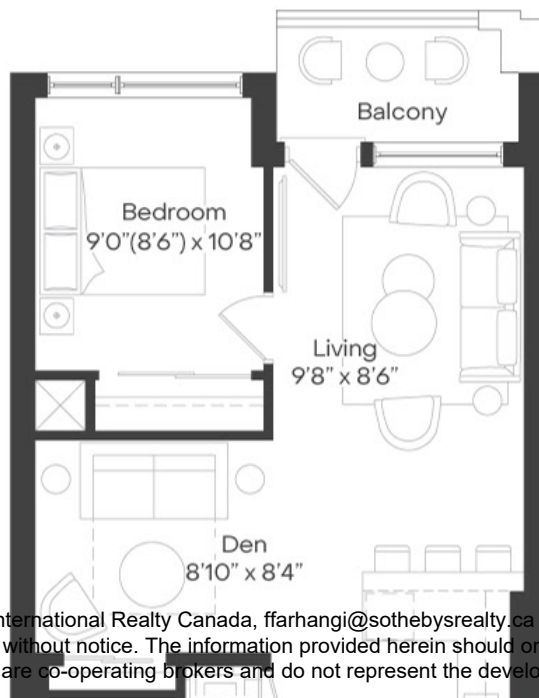 Balcony
Bedroom
9'0"(8'6") x 10'8"
Living
9'8" x 8'6"
Den
8'10" x 8'4"
nternational Realty Canada, ffarhangi@sothebysrealty.ca
without notice. The information provided herein should or
are co-operating brokers and do not represent the develo